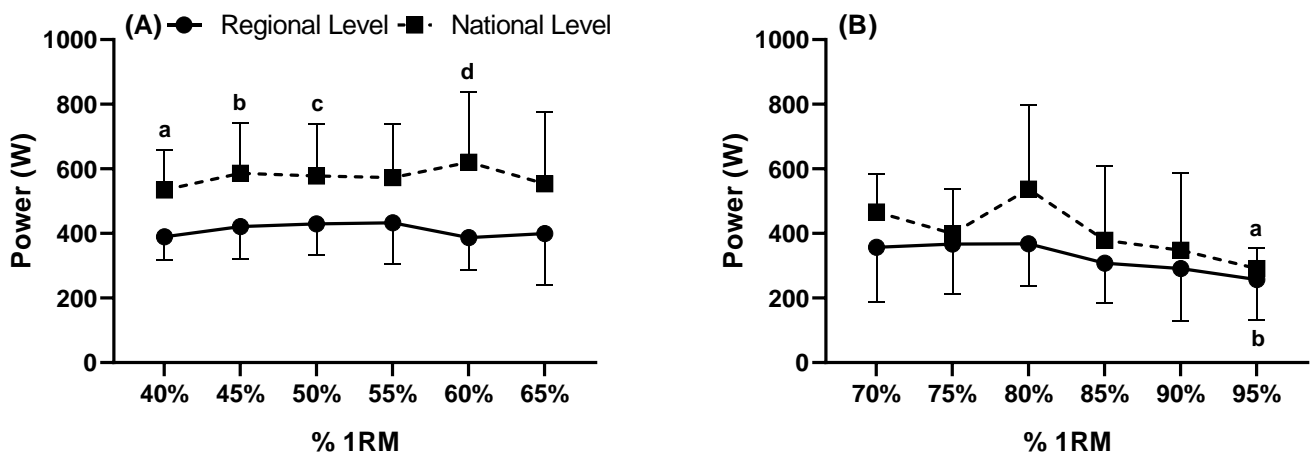 (A) Regional Level National Level
1000
800
600
400
200
0
Power (W)
a
b
c
d
40% 45% 50% 55% 60% 65%
% 1RM
(B)
1000
800
600
400
200
0
Power (W)
a
b
70% 75% 80% 85% 90% 95%
% 1RM